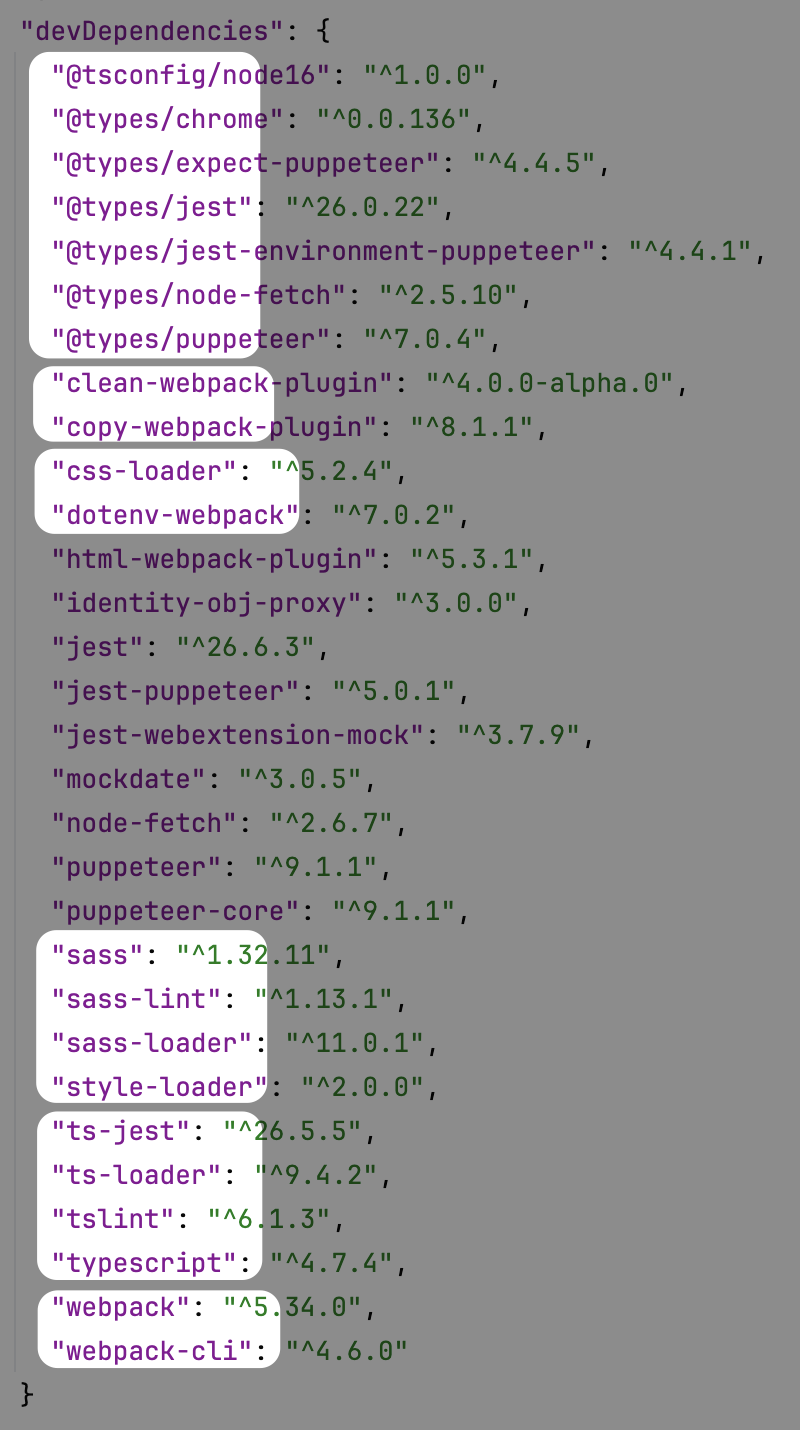 "devDependencies": {
"@tsconfig/node16": "^1.0.0",
"@types/chrome": "^0.0.136",
"@types/expect-puppeteer": "^4.4.5",
"@types/jest": "^26.0.22",
"@types/jest-environment-puppeteer": "^4.4.1",
"@types/node-fetch": "^2.5.10",
"@types/puppeteer": "^7.0.4",
"clean-webpack-plugin": "^4.0.0-alpha.0",
"copy-webpack-plugin": "^8.1.1",
"css-loader": "^5.2.4",
"dotenv-webpack": "^7.0.2",
"html-webpack-plugin": "^5.3.1",
"identity-obj-proxy": "^3.0.0",
"jest": "^26.6.3",
"jest-puppeteer": "^5.0.1",
"jest-webextension-mock": "^3.7.9",
"mockdate": "^3.0.5",
"node-fetch": "^2.6.7",
"puppeteer": "^9.1.1",
"puppeteer-core": "^9.1.1",
"sass": "^1.32.11",
"sass-lint": "^1.13.1",
"sass-loader": "^11.0.1",
"style-loader": "^2.0.0",
"ts-jest": "^26.5.5",
"ts-loader": "^9.4.2",
"tslint": "^6.1.3",
"typescript": "^4.7.4",
"webpack": "^5.34.0",
"webpack-cli": "^4.6.0"
}